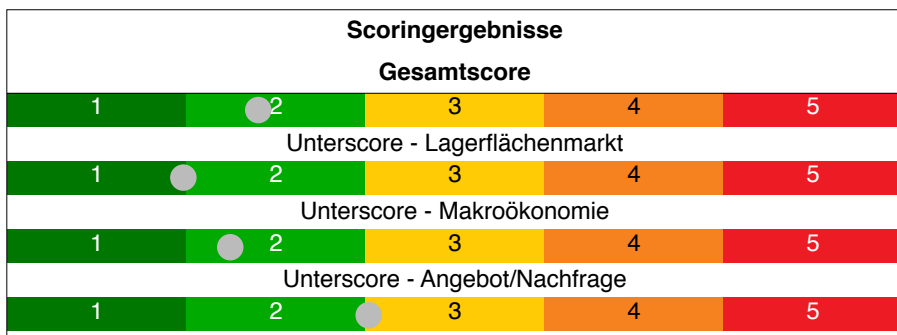 Scoringergebnisse
Gesamtscore
1 2 3 4 5
Unterscore - Lagerflächenmarkt
1 2 3 4 5
Unterscore - Makroökonomie
1 2 3 4 5
Unterscore - Angebot/Nachfrage
1 2 3 4 5